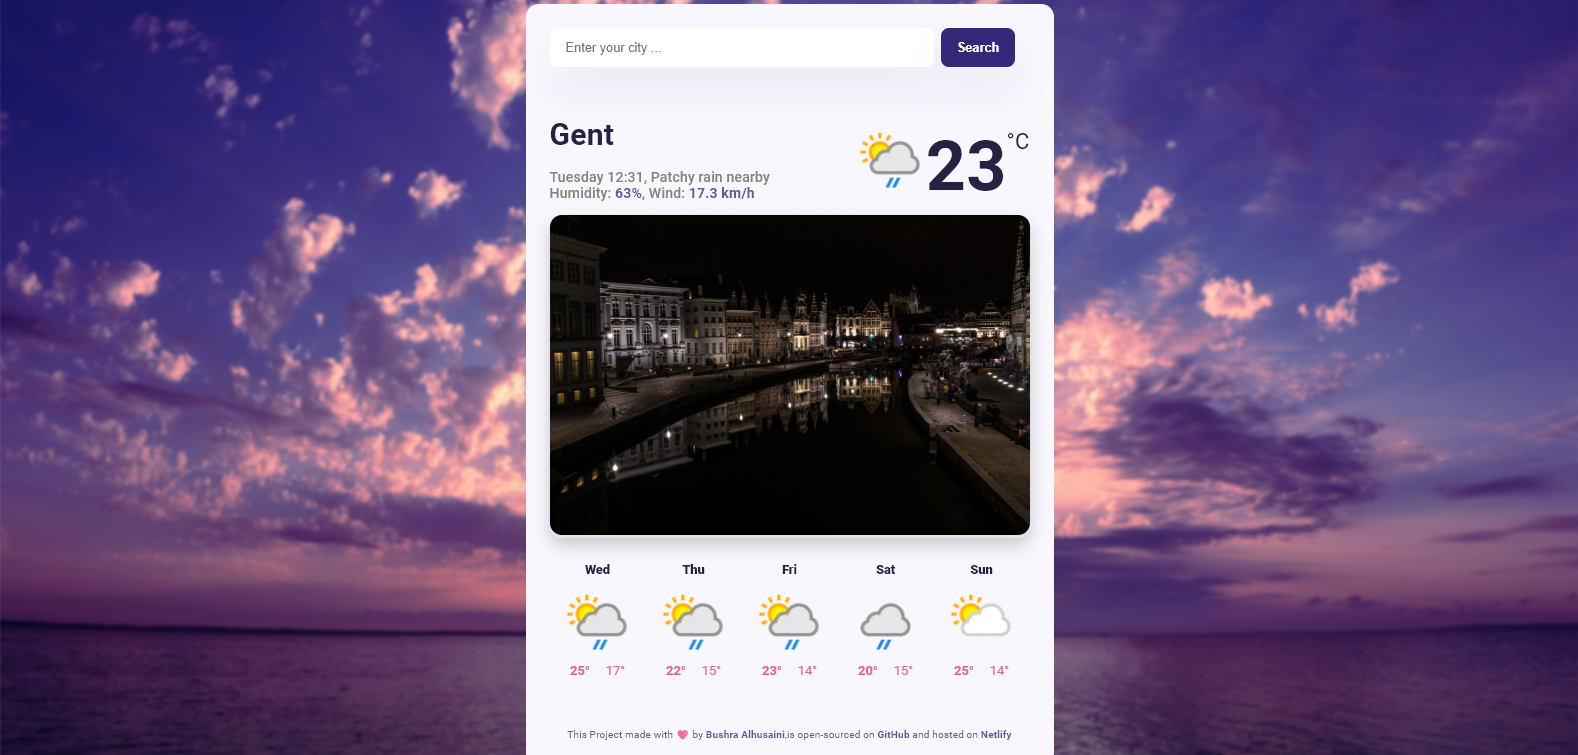 Enter your city ...
Search
Gent
23 °C
Tuesday 12:31, Patchy rain nearby
Humidity: 63%, Wind: 17.3 km/h
Wed Thu Fri Sat Sun
25° 17° 22° 15° 23° 14° 20° 15° 25° 14°
This Project made with 💗 by Bushra Alhusaini,is open-sourced on GitHub and hosted on Netlify